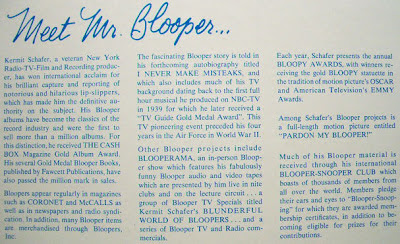 Meet Mr. Blooper...
Kermit Schafer, a veteran New York
Radio-TV-Film and Recording produc-
er, has won international acclaim for
his brilliant capture and reporting of
notorious and hilarious lip-slippers,
which has made him the definitive au-
thority on the subject. His Blooper
albums have become the classics of the
record industry and were the first to
sell more than a million albums. For
this distinction, he received THE CASH
BOX Magazine Gold Album Award.
His several Gold Medal Blooper Books,
published by Fawcett Publications, have
also passed the million mark in sales.
Bloopers appear regularly in magazines
such as CORONET and McCALLS as
well as in newspapers and radio syndi-
cation. In addition, many Blooper items
are merchandised through Bloopers,
Inc.
The fascinating Blooper story is told in
his forthcoming autobiography titled
I NEVER MAKE MISTEAKS, and
which also includes much of his TV
background dating back to the first full
hour musical he produced on NBC-TV
in 1939 for which he later received a
"TV Guide Gold Medal Award". This
TV pioneering event preceded his four
years in the Air Force in World War II.
Other Blooper projects include
BLOOPERAMA, an in-person Bloop-
er show which features his fabulously
funny Blooper audio and video tapes
which are presented by him live in nite
clubs and on the lecture circuit . . . a
group of Blooper TV Specials titled
Kermit Schafer's BLUNDERFUL
WORLD OF BLOOPERS . . . and a
series of Blooper TV and Radio com-
mercials.
Each year, Schafer presents the annual
BLOOPY AWARDS, with winners re-
ceiving the gold BLOOPY statuette in
the tradition of motion picture's OSCAR
and American Television's EMMY
Awards.
Among Schafer's Blooper projects is
a full-length motion picture entitled
"PARDON MY BLOOPER!"
Much of his Blooper material is
received through his international
BLOOPER-SNOOPER CLUB which
boasts of thousands of members from
all over the world. Members pledge
their ears and eyes to "Blooper-Snoop-
ing" for which they are awarded mem-
bership certificates, in addition to be-
coming eligible for prizes for their
contributions.